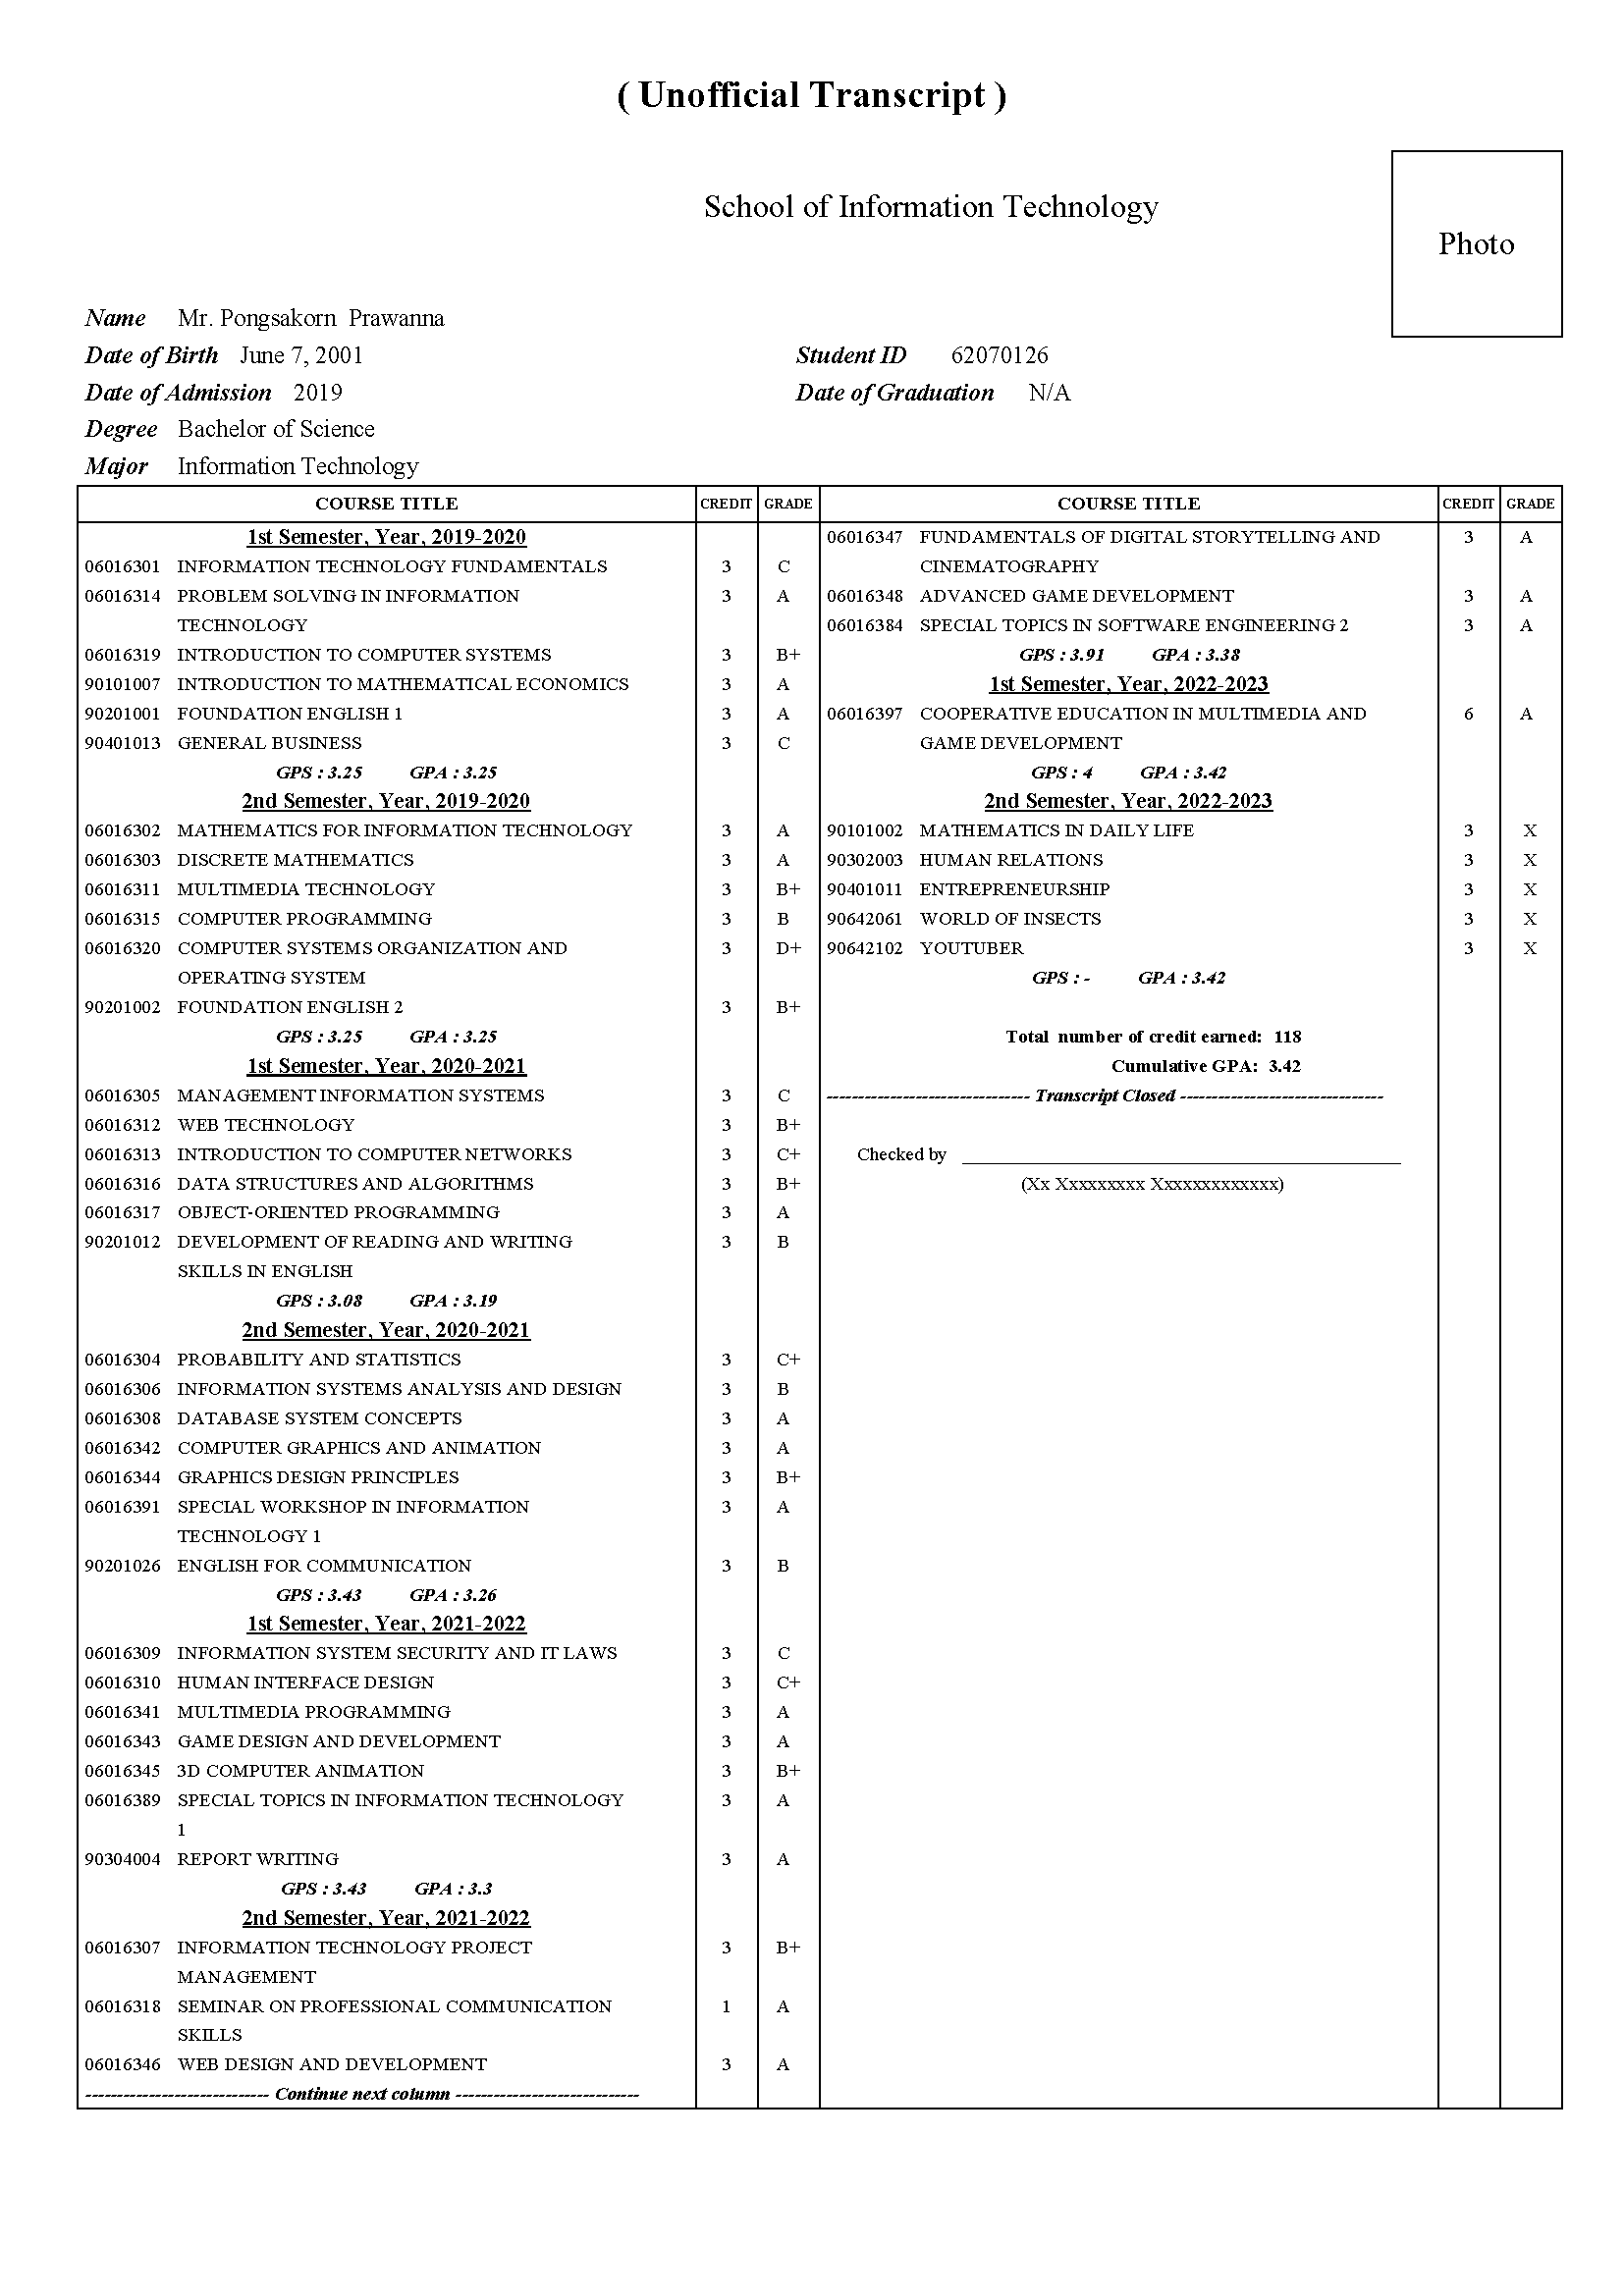 ( Unofficial Transcript )
School of Information Technology
Photo
Name Mr. Pongsakorn Prawanna
Date of Birth June 7, 2001 Student ID 62070126
Date of Admission 2019 Date of Graduation N/A
Degree Bachelor of Science
Major Information Technology
COURSE TITLE CREDIT GRADE COURSE TITLE CREDIT GRADE
1st Semester, Year, 2019-2020
06016301 INFORMATION TECHNOLOGY FUNDAMENTALS 3 C
06016314 PROBLEM SOLVING IN INFORMATION 3 A
TECHNOLOGY
06016319 INTRODUCTION TO COMPUTER SYSTEMS 3 B+
90101007 INTRODUCTION TO MATHEMATICAL ECONOMICS 3 A
90201001 FOUNDATION ENGLISH 1 3 A
90401013 GENERAL BUSINESS 3 C
GPS : 3.25 GPA : 3.25
2nd Semester, Year, 2019-2020
06016302 MATHEMATICS FOR INFORMATION TECHNOLOGY 3 A
06016303 DISCRETE MATHEMATICS 3 A
06016311 MULTIMEDIA TECHNOLOGY 3 B+
06016315 COMPUTER PROGRAMMING 3 B
06016320 COMPUTER SYSTEMS ORGANIZATION AND 3 D+
OPERATING SYSTEM
90201002 FOUNDATION ENGLISH 2 3 B+
GPS : 3.25 GPA : 3.25
1st Semester, Year, 2020-2021
06016305 MANAGEMENT INFORMATION SYSTEMS 3 C
06016312 WEB TECHNOLOGY 3 B+
06016313 INTRODUCTION TO COMPUTER NETWORKS 3 C+
06016316 DATA STRUCTURES AND ALGORITHMS 3 B+
06016317 OBJECT-ORIENTED PROGRAMMING 3 A
90201012 DEVELOPMENT OF READING AND WRITING 3 B
SKILLS IN ENGLISH
GPS : 3.08 GPA : 3.19
2nd Semester, Year, 2020-2021
06016304 PROBABILITY AND STATISTICS 3 C+
06016306 INFORMATION SYSTEMS ANALYSIS AND DESIGN 3 B
06016308 DATABASE SYSTEM CONCEPTS 3 A
06016342 COMPUTER GRAPHICS AND ANIMATION 3 A
06016344 GRAPHICS DESIGN PRINCIPLES 3 B+
06016391 SPECIAL WORKSHOP IN INFORMATION 3 A
TECHNOLOGY 1
90201026 ENGLISH FOR COMMUNICATION 3 B
GPS : 3.43 GPA : 3.26
1st Semester, Year, 2021-2022
06016309 INFORMATION SYSTEM SECURITY AND IT LAWS 3 C
06016310 HUMAN INTERFACE DESIGN 3 C+
06016341 MULTIMEDIA PROGRAMMING 3 A
06016343 GAME DESIGN AND DEVELOPMENT 3 A
06016345 3D COMPUTER ANIMATION 3 B+
06016389 SPECIAL TOPICS IN INFORMATION TECHNOLOGY 3 A
1
90304004 REPORT WRITING 3 A
GPS : 3.43 GPA : 3.3
2nd Semester, Year, 2021-2022
06016307 INFORMATION TECHNOLOGY PROJECT 3 B+
MANAGEMENT
06016318 SEMINAR ON PROFESSIONAL COMMUNICATION 1 A
SKILLS
06016346 WEB DESIGN AND DEVELOPMENT 3 A
----------------------------- Continue next column -----------------------------
06016347 FUNDAMENTALS OF DIGITAL STORYTELLING AND 3 A
CINEMATOGRAPHY
06016348 ADVANCED GAME DEVELOPMENT 3 A
06016384 SPECIAL TOPICS IN SOFTWARE ENGINEERING 2 3 A
GPS : 3.91 GPA : 3.38
1st Semester, Year, 2022-2023
06016397 COOPERATIVE EDUCATION IN MULTIMEDIA AND 6 A
GAME DEVELOPMENT
GPS : 4 GPA : 3.42
2nd Semester, Year, 2022-2023
90101002 MATHEMATICS IN DAILY LIFE 3 X
90302003 HUMAN RELATIONS 3 X
90401011 ENTREPRENEURSHIP 3 X
90642061 WORLD OF INSECTS 3 X
90642102 YOUTUBER 3 X
GPS : - GPA : 3.42
Total number of credit earned: 118
Cumulative GPA: 3.42
-------------------------------- Transcript Closed --------------------------------
Checked by
(Xx Xxxxxxxxx Xxxxxxxxxxxxx)